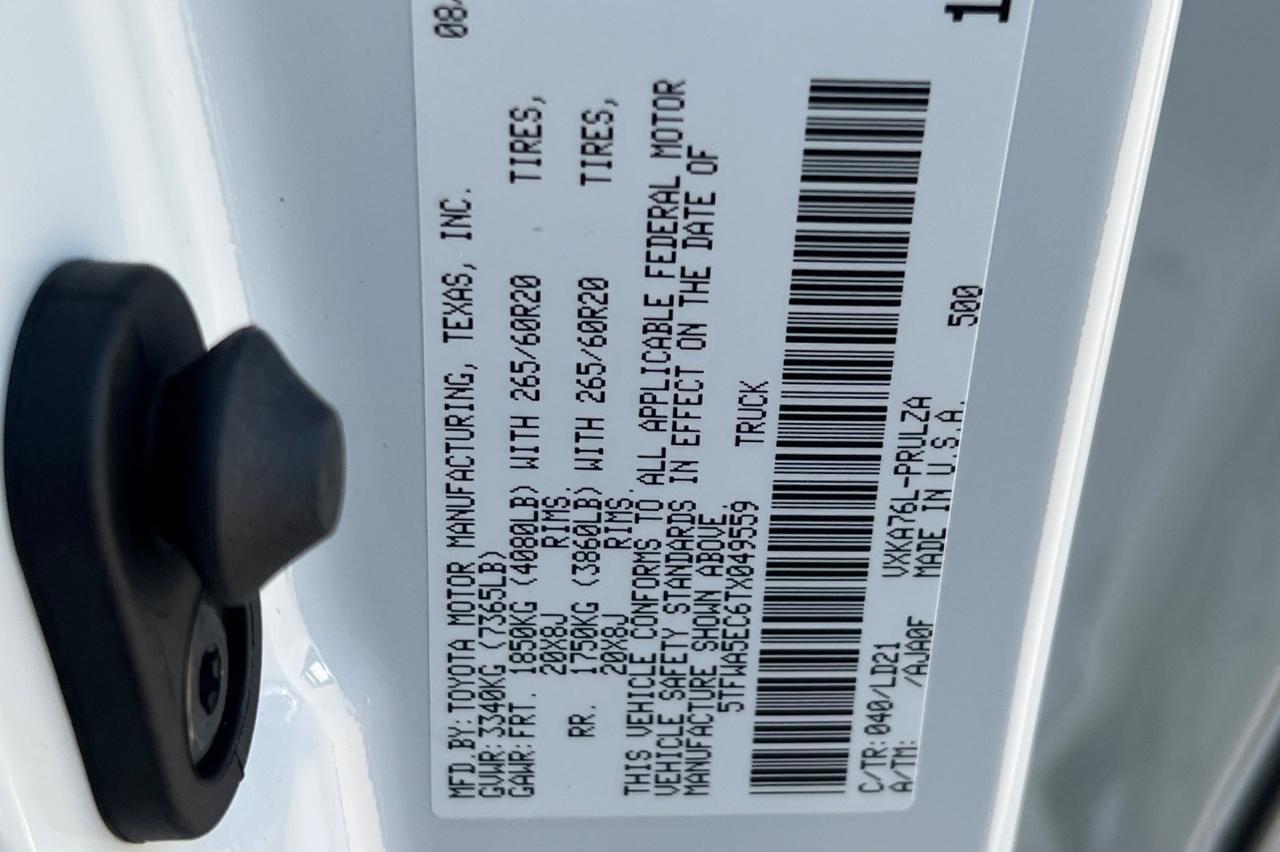 MFD.BY:TOYOTA MOTOR MANUFACTURING, TEXAS, INC. 08/
GVWR:3340KG (7365LB)
GAWR:FRT. 1850KG (4080LB) WITH 265/60R20 TIRES,
20X8J RIMS.
RR. 1750KG (3860LB) WITH 265/60R20 TIRES,
20X8J RIMS.
THIS VEHICLE CONFORMS TO ALL APPLICABLE FEDERAL MOTOR
VEHICLE SAFETY STANDARDS IN EFFECT ON THE DATE OF
MANUFACTURE SHOWN ABOVE.
5TFWA5EC6TX049559 TRUCK
C/TR:040/LD21 VXKA76L-PRULZA
A/TM: /AJA0F MADE IN U.S.A. 500